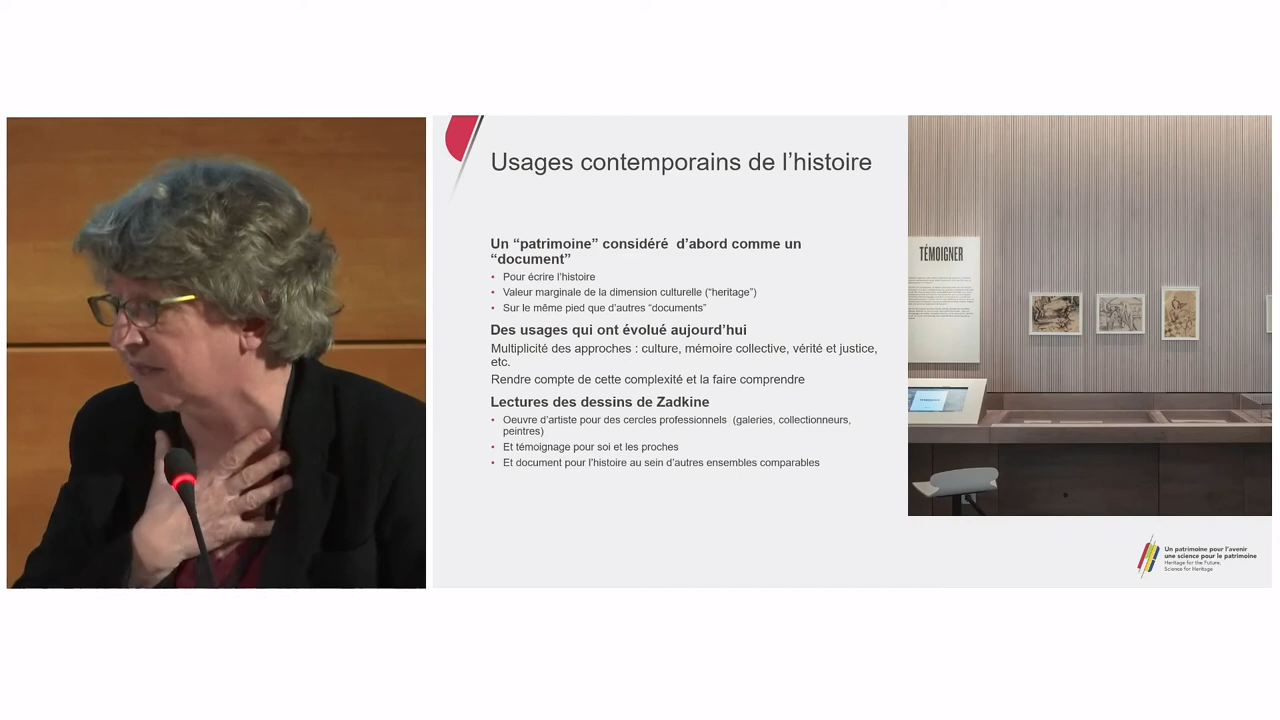 Usages contemporains de l’histoire
Un “patrimoine” considéré  d’abord comme un
“document”
• Pour écrire l’histoire
• Valeur marginale de la dimension culturelle (“heritage”)
• Sur le même pied que d’autres “documents”
Des usages qui ont évolué aujourd’hui
Multiplicité des approches : culture, mémoire collective, vérité et justice,
etc.
Rendre compte de cette complexité et la faire comprendre
Lectures des dessins de Zadkine
• Oeuvre d’artiste pour des cercles professionnels  (galeries, collectionneurs,
peintres)
• Et témoignage pour soi et les proches
• Et document pour l’histoire au sein d’autres ensembles comparables
TÉMOIGNER
Un patrimoine pour l’avenir
une science pour le patrimoine
Heritage for the Future,
Science for Heritage